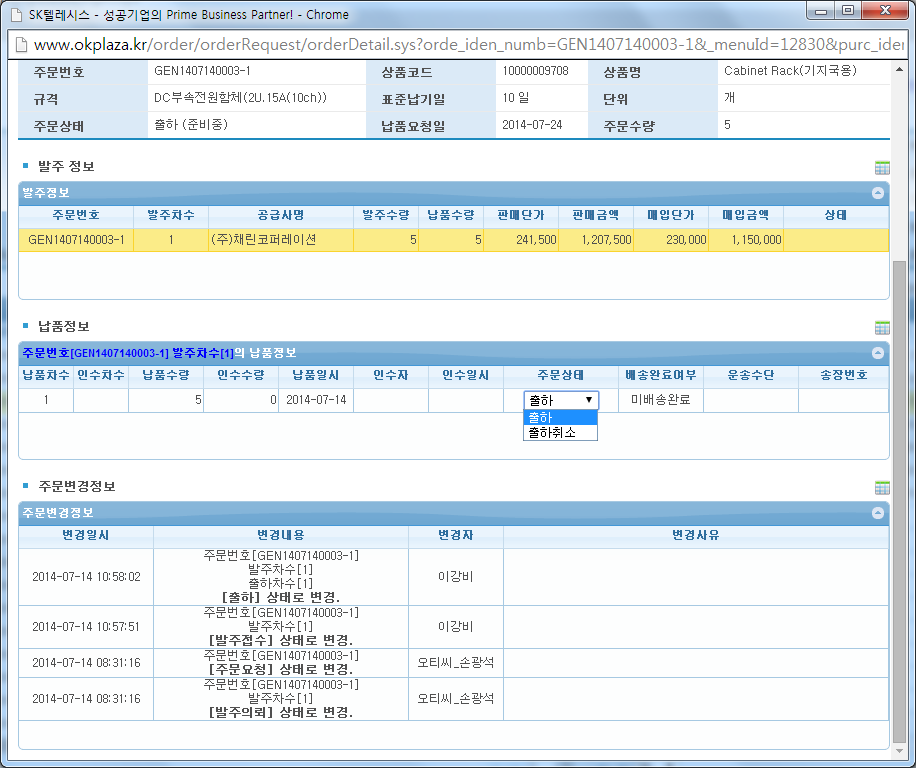 SK텔레시스 - 성공기업의 Prime Business Partner! - Chrome
www.okplaza.kr/order/orderRequest/orderDetail.sys?orde_iden_numb=GEN1407140003-1&_menuId=12830&purc_iden
주문번호 GEN1407140003-1 상품코드 10000009708 상품명 Cabinet Rack(기지국용)
규격 DC부속전원함체(2U.15A(10ch)) 표준납기일 10 일 단위 개
주문상태 출하 (준비중) 납품요청일 2014-07-24 주문수량 5
발주 정보
발주정보
주문번호 발주차수 공급사명 발주수량 납품수량 판매단가 판매금액 매입단가 매입금액 상태
GEN1407140003-1 1 (주)채린코퍼레이션 5 5 241,500 1,207,500 230,000 1,150,000
납품정보
주문번호[GEN1407140003-1] 발주차수[1]의 납품정보
납품차수 인수차수 납품수량 인수수량 납품일시 인수자 인수일시 주문상태 배송완료여부 운송수단 송장번호
1 5 0 2014-07-14 출하 미배송완료
출하
출하취소
주문변경정보
주문변경정보
변경일시 변경내용 변경자 변경사유
주문번호[GEN1407140003-1]
발주차수[1]
2014-07-14 10:58:02 이강비
출하차수[1]
[출하] 상태로 변경.
주문번호[GEN1407140003-1]
2014-07-14 10:57:51 발주차수[1] 이강비
[발주접수] 상태로 변경.
주문번호[GEN1407140003-1]
2014-07-14 08:31:16 오티씨_손광석
[주문요청] 상태로 변경.
주문번호[GEN1407140003-1]
2014-07-14 08:31:16 발주차수[1] 오티씨_손광석
[발주의뢰] 상태로 변경.